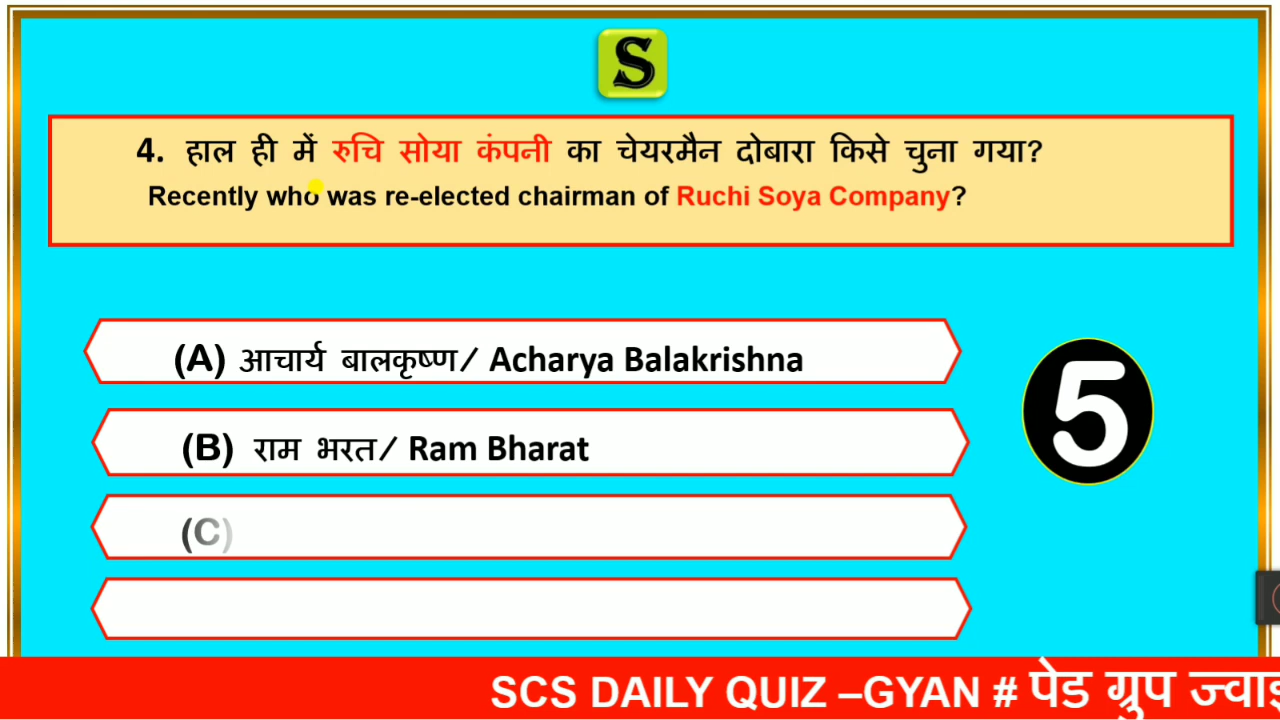 S
4. हाल ही में रुचि सोया कंपनी का चेयरमैन दोबारा किसे चुना गया?
Recently who was re-elected chairman of Ruchi Soya Company?
(A) आचार्य बालकृष्ण/ Acharya Balakrishna
(B) राम भरत/ Ram Bharat
(C)
5
SCS DAILY QUIZ –GYAN # पेड ग्रुप ज्वाइ